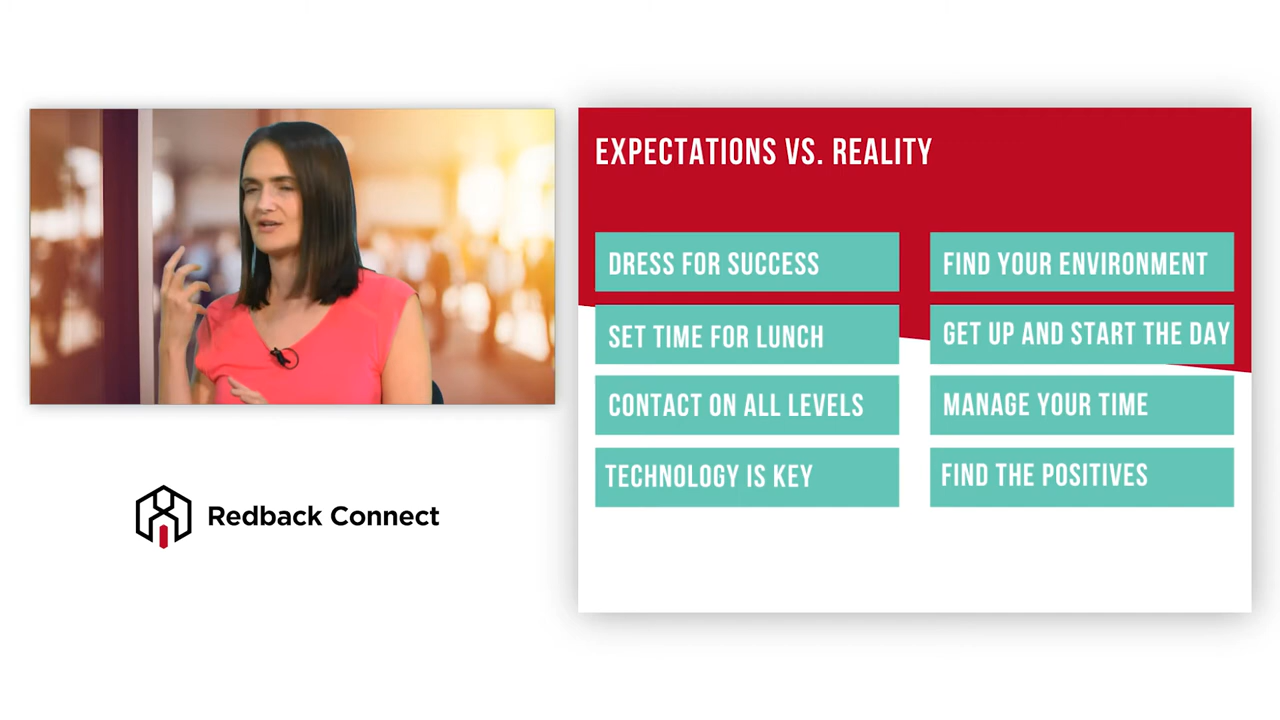 EXPECTATIONS VS. REALITY
DRESS FOR SUCCESS
FIND YOUR ENVIRONMENT
SET TIME FOR LUNCH
GET UP AND START THE DAY
CONTACT ON ALL LEVELS
MANAGE YOUR TIME
TECHNOLOGY IS KEY
FIND THE POSITIVES
Redback Connect